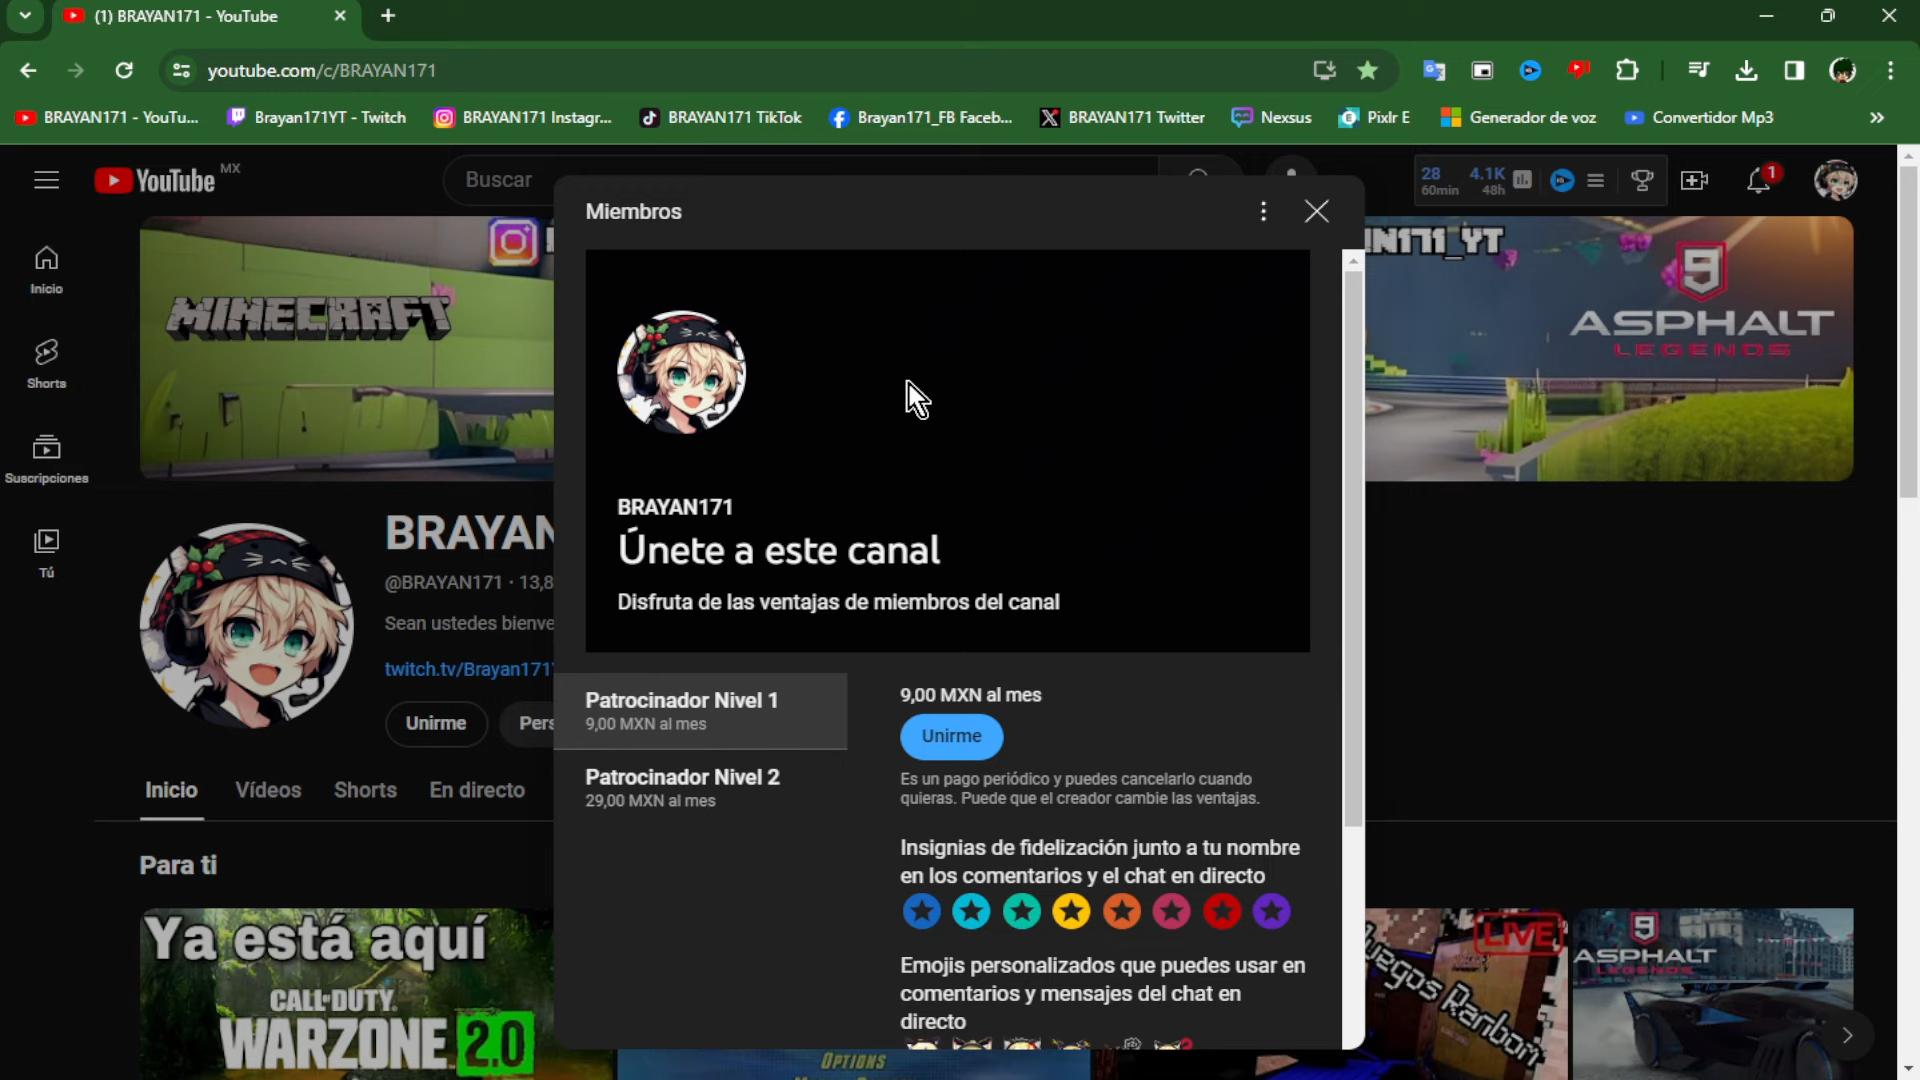 (1) BRAYAN171 - YouTube
youtube.com/c/BRAYAN171
BRAYAN171 - YouTu...
Brayan171YT - Twitch
BRAYAN171 Instagr...
BRAYAN171 TikTok
Brayan171_FB Faceb...
BRAYAN171 Twitter
Nexsus
Pixlr E
Generador de voz
Convertidor Mp3
YouTube MX
Buscar
28
60min
4.1K
48h
1
Inicio
Shorts
Suscripciones
Tú
MINECRAFT
N171_YT
9
ASPHALT
LEGENDS
BRAYAN
@BRAYAN171 · 13,8
Sean ustedes bienve
twitch.tv/Brayan171
Unirme
Pers
Inicio
Vídeos
Shorts
En directo
Para ti
Ya está aquí
CALL·DUTY.
WARZONE 2.0
Miembros
BRAYAN171
Únete a este canal
Disfruta de las ventajas de miembros del canal
Patrocinador Nivel 1
9,00 MXN al mes
Patrocinador Nivel 2
29,00 MXN al mes
9,00 MXN al mes
Unirme
Es un pago periódico y puedes cancelarlo cuando
quieras. Puede que el creador cambie las ventajas.
Insignias de fidelización junto a tu nombre
en los comentarios y el chat en directo
Emojis personalizados que puedes usar en
comentarios y mensajes del chat en
directo
OPTIONS
LIVE
uegos Ranbom
9
ASPHALT
LEGENDS